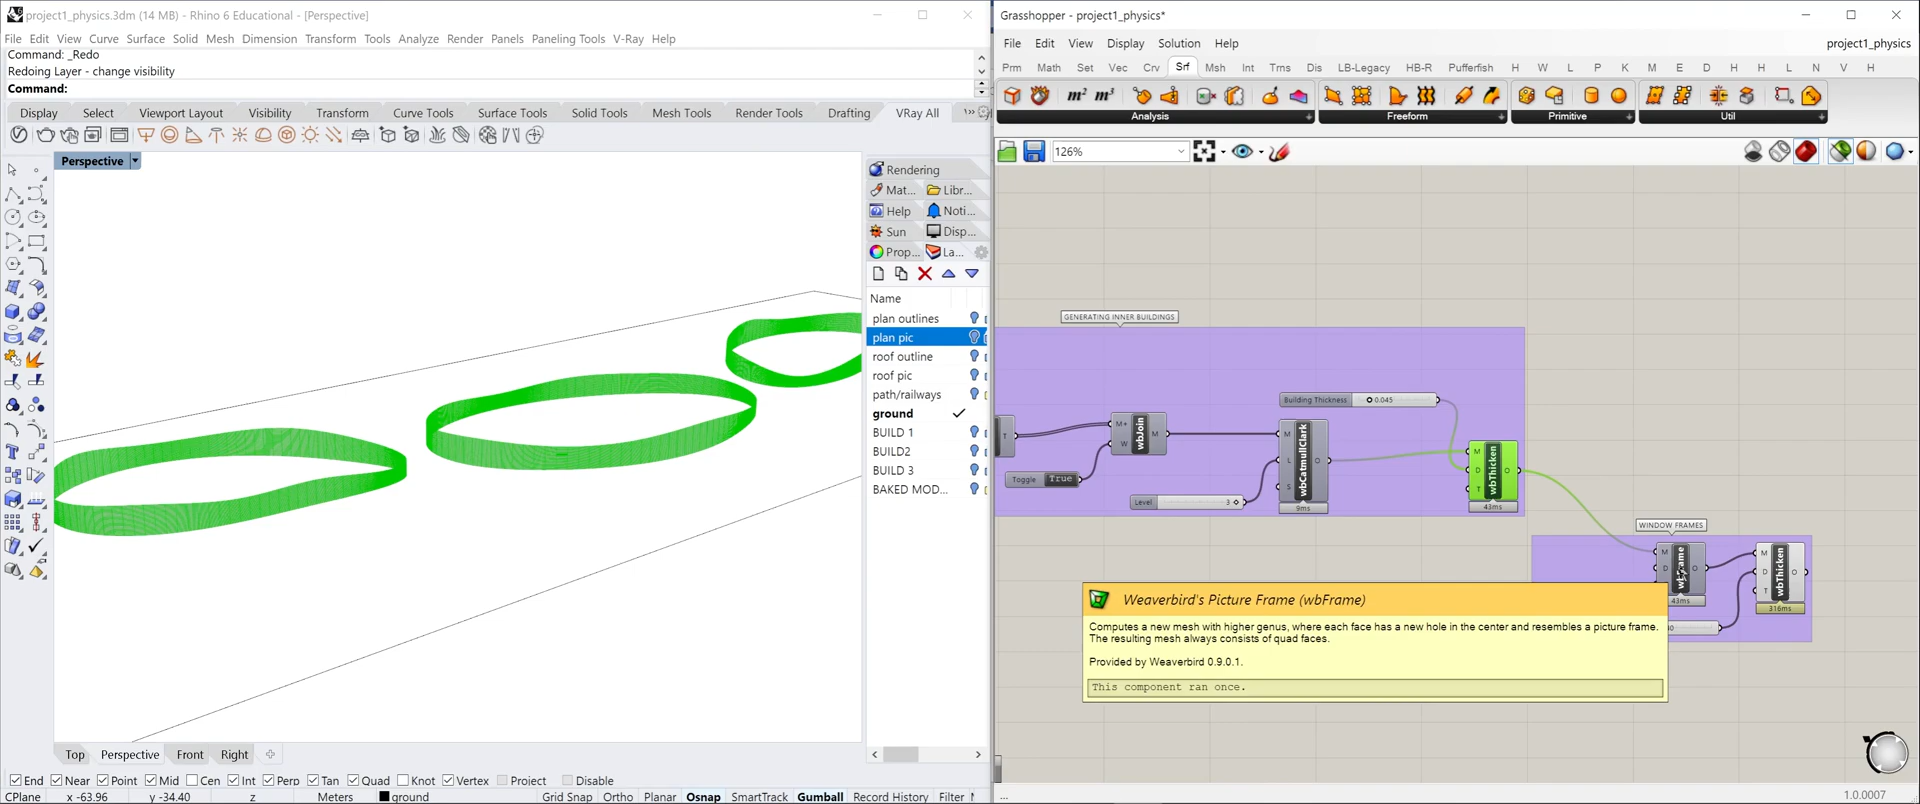 project1_physics.3dm (14 MB) - Rhino 6 Educational - [Perspective]
File Edit View Curve Surface Solid Mesh Dimension Transform Tools Analyze Render Panels Paneling Tools V-Ray Help
Command: _Redo
Redoing Layer - change visibility
Command:
Display Select Viewport Layout Visibility Transform Curve Tools Surface Tools Solid Tools Mesh Tools Render Tools Drafting VRay All
Perspective
Rendering
Mat... Libr...
Help Noti...
Sun Disp...
Prop... La...
Name
plan outlines
plan pic
roof outline
roof pic
path/railways
ground
BUILD 1
BUILD2
BUILD 3
BAKED MOD...
Top Perspective Front Right
End Near Point Mid Cen Int Perp Tan Quad Knot Vertex Project Disable
CPlane x -63.96 y -34.40 z Meters ground Grid Snap Ortho Planar Osnap SmartTrack Gumball Record History Filter
Grasshopper - project1_physics*
File Edit View Display Solution Help project1_physics
Prm Math Set Vec Crv Srf Msh Int Trns Dis LB-Legacy HB-R Pufferfish H W L P K M E D H H L N V H
m² m³
Analysis Freeform Primitive Util
126%
GENERATING INNER BUILDINGS
Building Thickness 0.045
T M+ W wbJoin M
Toggle True
M L S wbCatmullClark O
9ms
Level 3
M D T wbThicken O
43ms
WINDOW FRAMES
M D wbFrame O
43ms
M D T wbThicken O
316ms
Weaverbird's Picture Frame (wbFrame)
Computes a new mesh with higher genus, where each face has a new hole in the center and resembles a picture frame.
The resulting mesh always consists of quad faces.
Provided by Weaverbird 0.9.0.1.
This component ran once.
...
1.0.0007